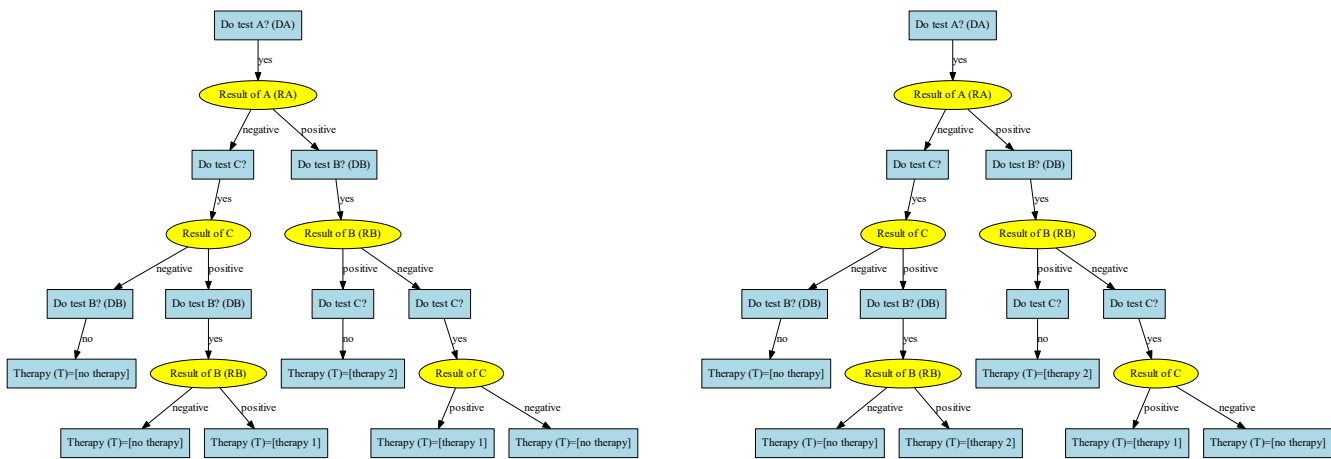 Do test A? (DA)
yes
Result of A (RA)
negative
positive
Do test C?
Do test B? (DB)
yes
yes
Result of C
Result of B (RB)
negative
positive
positive
negative
Do test B? (DB)
Do test B? (DB)
Do test C?
Do test C?
no
yes
no
yes
Therapy (T)=[no therapy]
Result of B (RB)
Therapy (T)=[therapy 2]
Result of C
negative
positive
positive
negative
Therapy (T)=[no therapy]
Therapy (T)=[therapy 1]
Therapy (T)=[therapy 1]
Therapy (T)=[no therapy]
Do test A? (DA)
yes
Result of A (RA)
negative
positive
Do test C?
Do test B? (DB)
yes
yes
Result of C
Result of B (RB)
negative
positive
positive
negative
Do test B? (DB)
Do test B? (DB)
Do test C?
Do test C?
no
yes
no
yes
Therapy (T)=[no therapy]
Result of B (RB)
Therapy (T)=[therapy 2]
Result of C
negative
positive
positive
negative
Therapy (T)=[no therapy]
Therapy (T)=[therapy 2]
Therapy (T)=[therapy 1]
Therapy (T)=[no therapy]